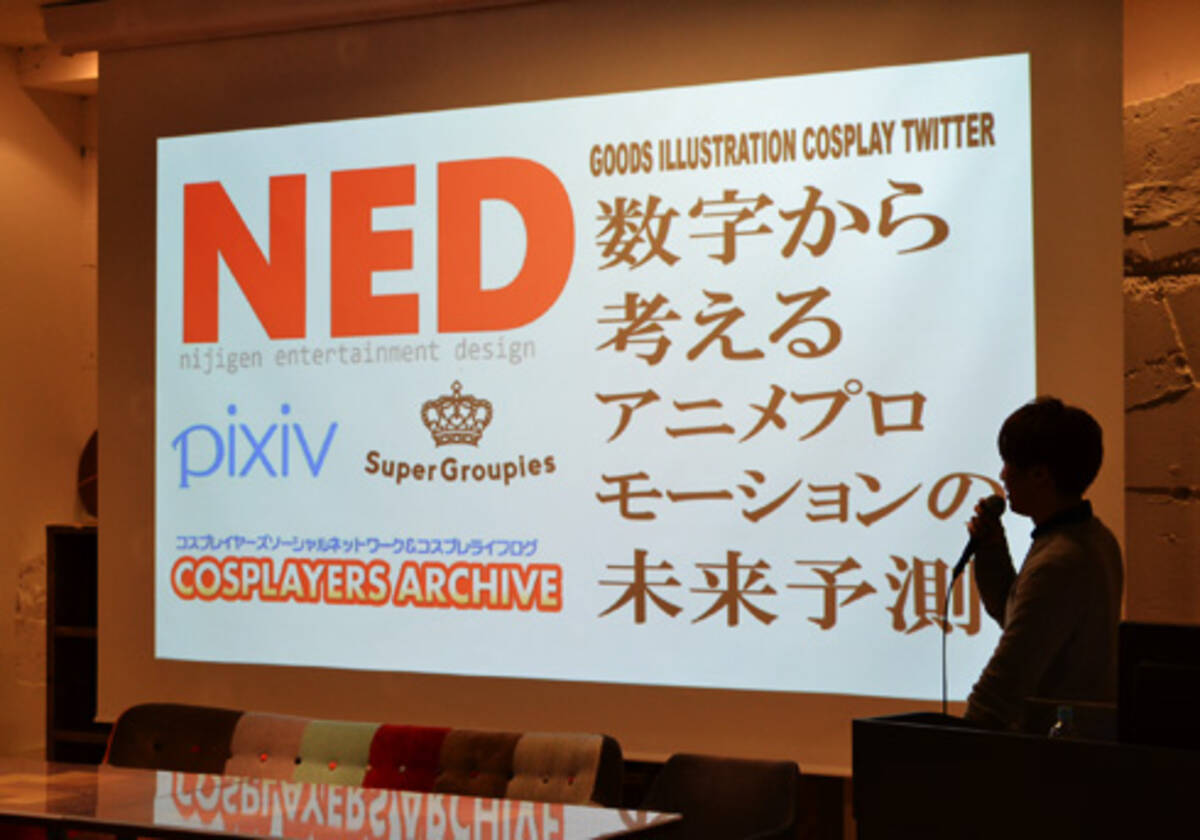 NED
nijigen entertainment design
pixiv
SuperGroupies
コスプレイヤーズソーシャルネットワーク&コスプレライフログ
COSPLAYERS ARCHIVE
GOODS ILLUSTRATION COSPLAY TWITTER
数字から
考える
アニメプロ
モーションの
未来予測